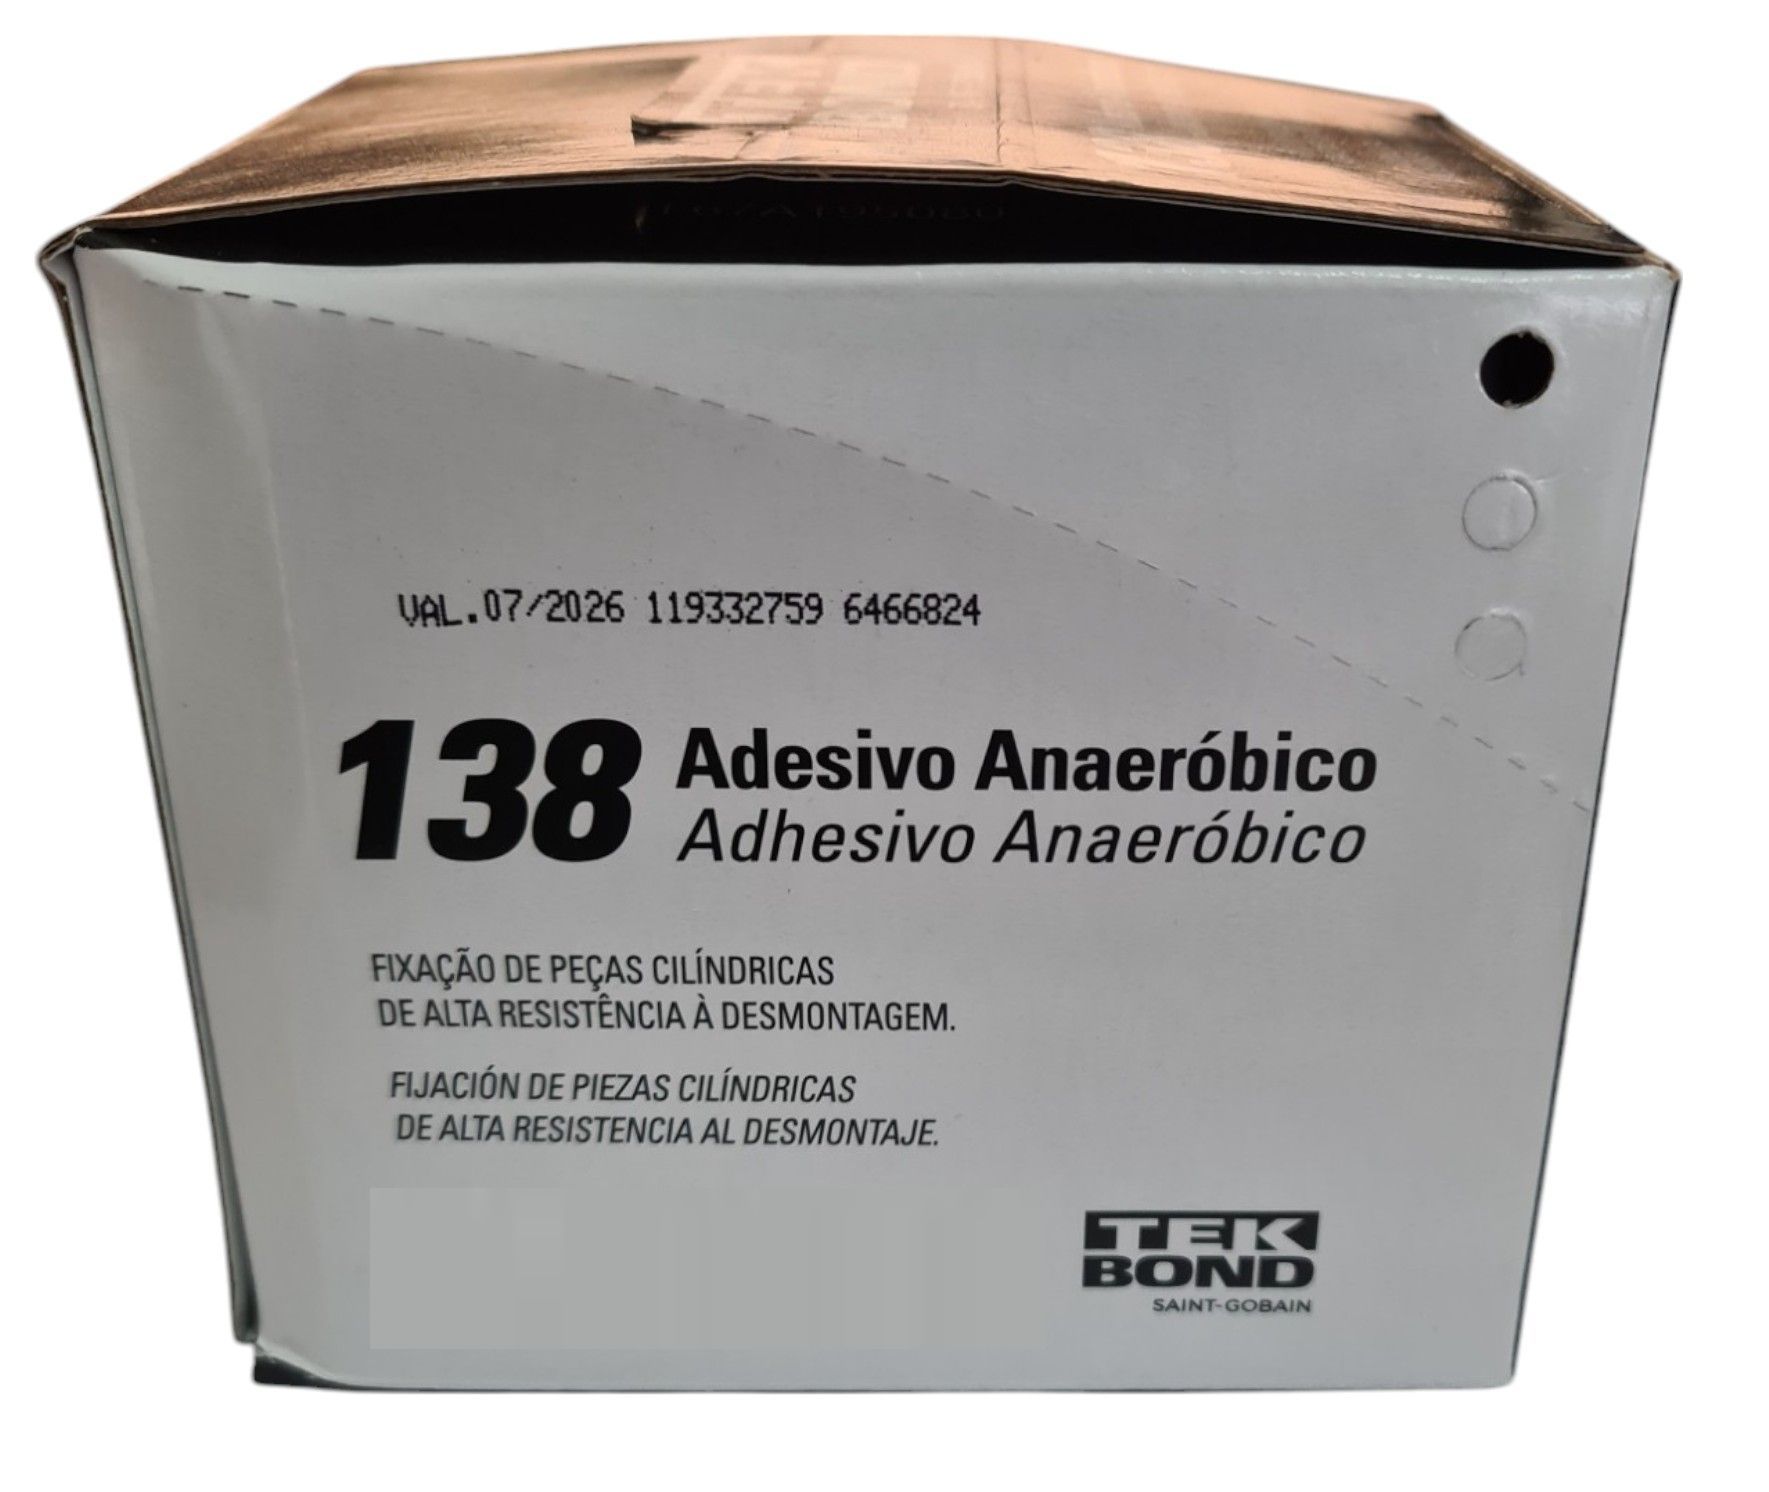 VAL.07/2026 119332759 6466824
138 Adesivo Anaeróbico
Adhesivo Anaeróbico
FIXAÇÃO DE PEÇAS CILÍNDRICAS
DE ALTA RESISTÊNCIA À DESMONTAGEM.
FIJACIÓN DE PIEZAS CILÍNDRICAS
DE ALTA RESISTENCIA AL DESMONTAJE.
TEK
BOND
SAINT-GOBAIN